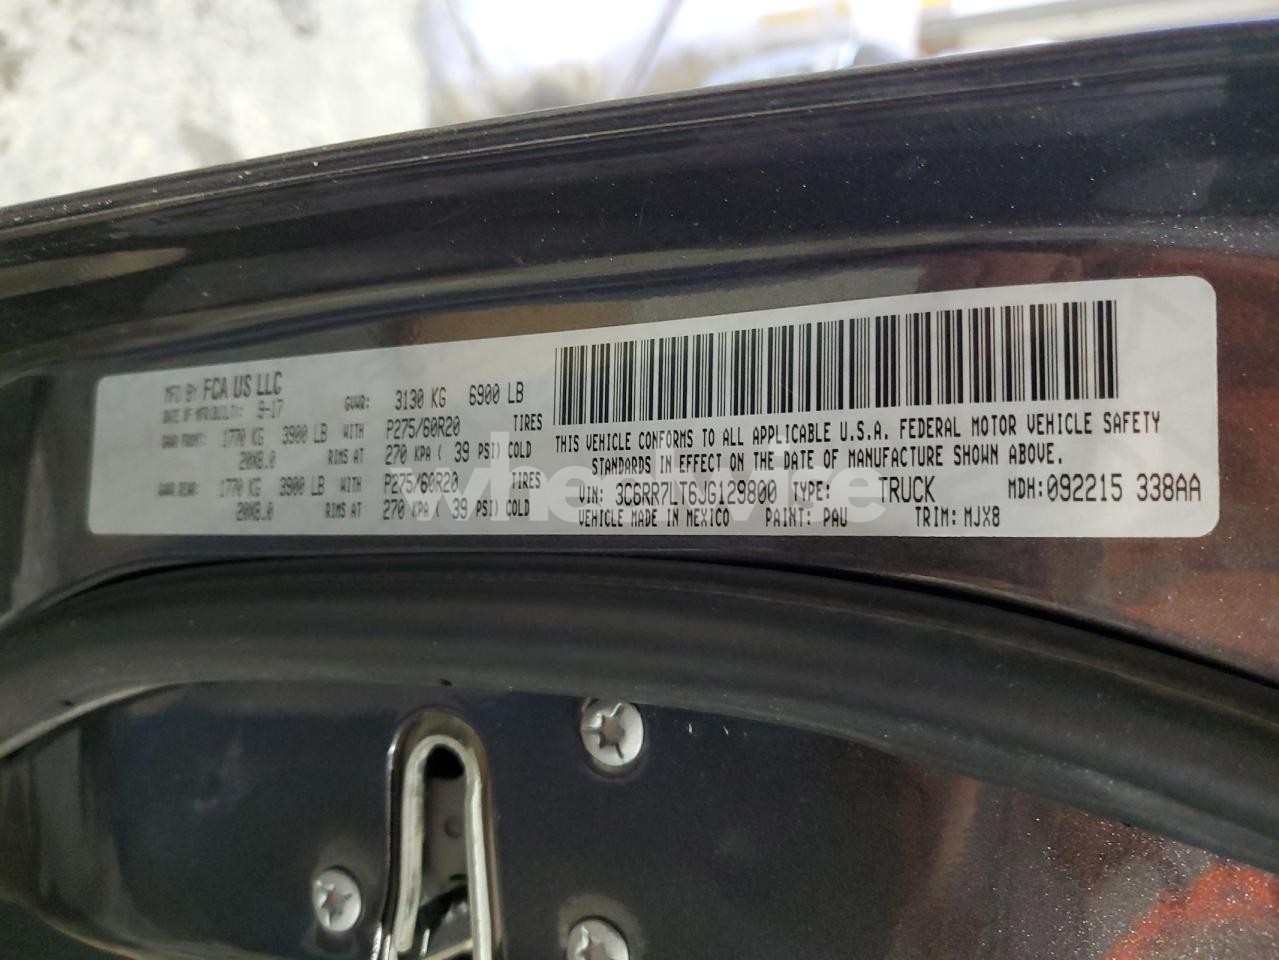 MFD BY FCA US LLC
DATE OF MFR(BUILT): 9-17 GVWR: 3130 KG 6900 LB
GAWR FRONT: 1770 KG 3900 LB WITH P275/60R20 TIRES
20X8.0 RIMS AT 270 KPA ( 39 PSI) COLD
GAWR REAR: 1770 KG 3900 LB WITH P275/60R20 TIRES
20X8.0 RIMS AT 270 KPA ( 39 PSI) COLD
THIS VEHICLE CONFORMS TO ALL APPLICABLE U.S.A. FEDERAL MOTOR VEHICLE SAFETY
STANDARDS IN EFFECT ON THE DATE OF MANUFACTURE SHOWN ABOVE.
VIN: 3C6RR7LT6JG129800 TYPE: TRUCK MDH:092215 338AA
VEHICLE MADE IN MEXICO PAINT: PAU TRIM: MJX8